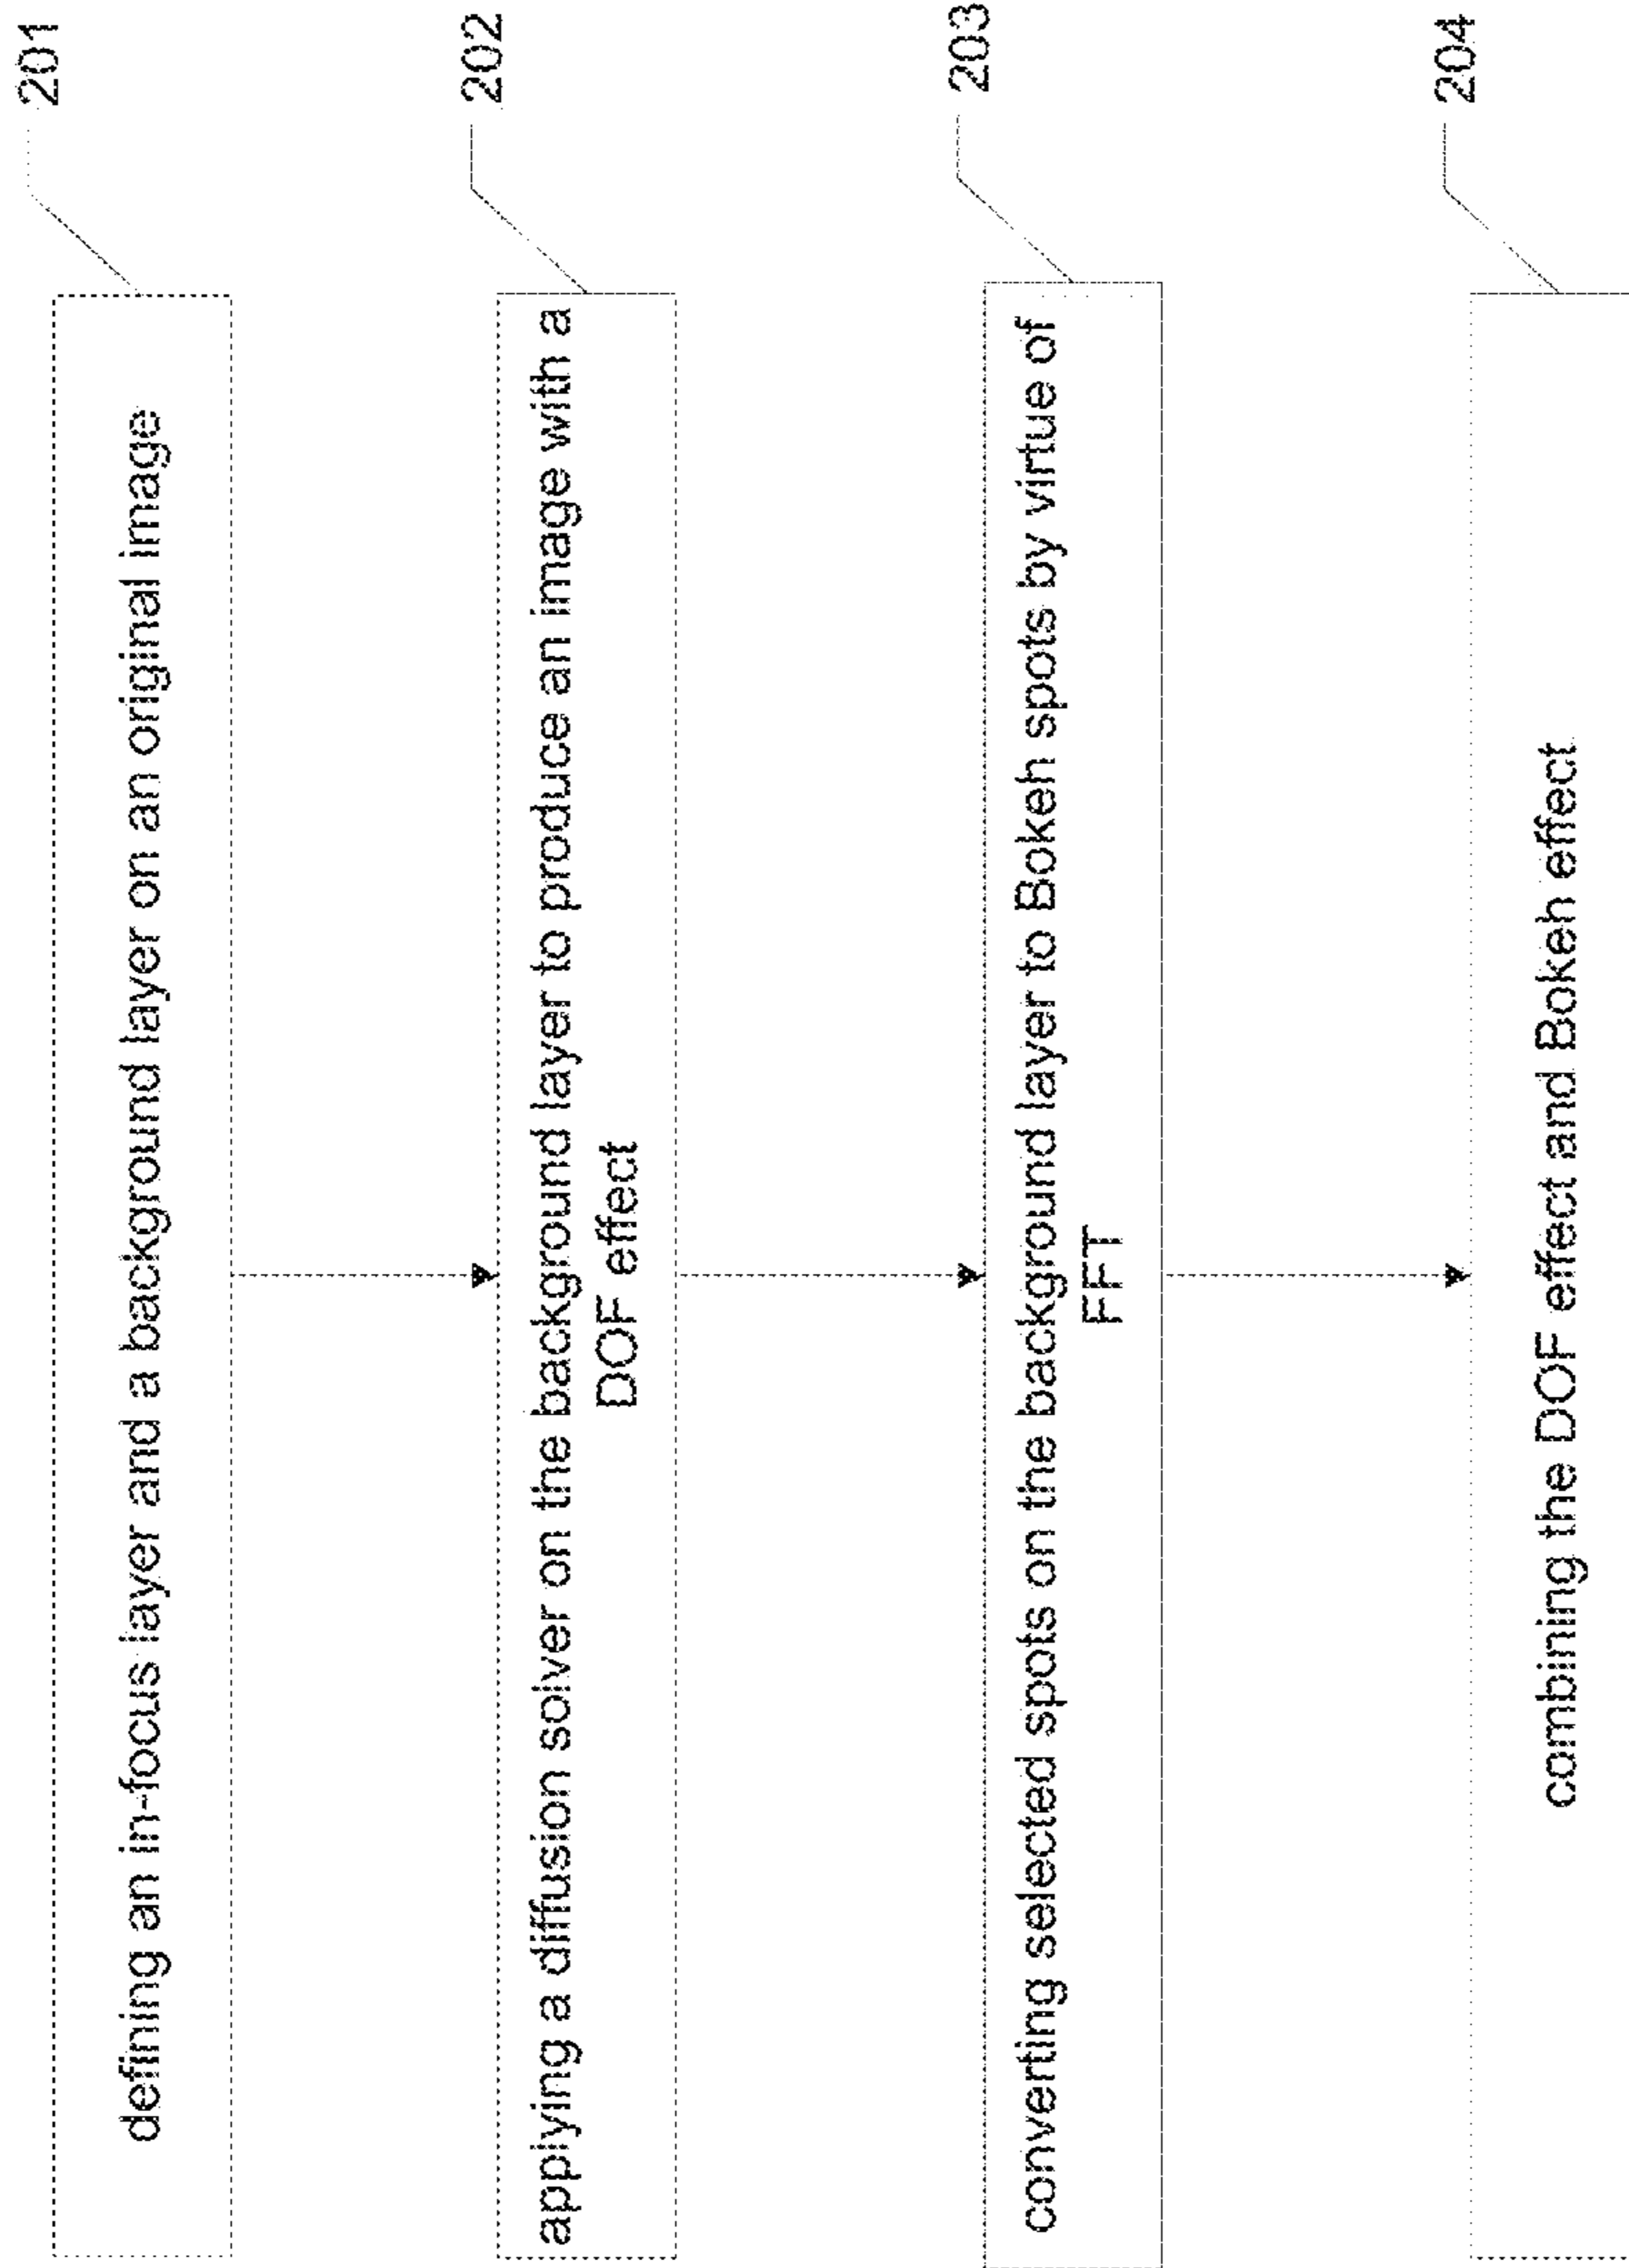 201
defining an in-focus layer and a background layer on an original image
202
applying a diffusion solver on the background layer to produce an image with a
DOF effect
203
converting selected spots on the background layer to Bokeh spots by virtue of
FFT
204
combining the DOF effect and Bokeh effect